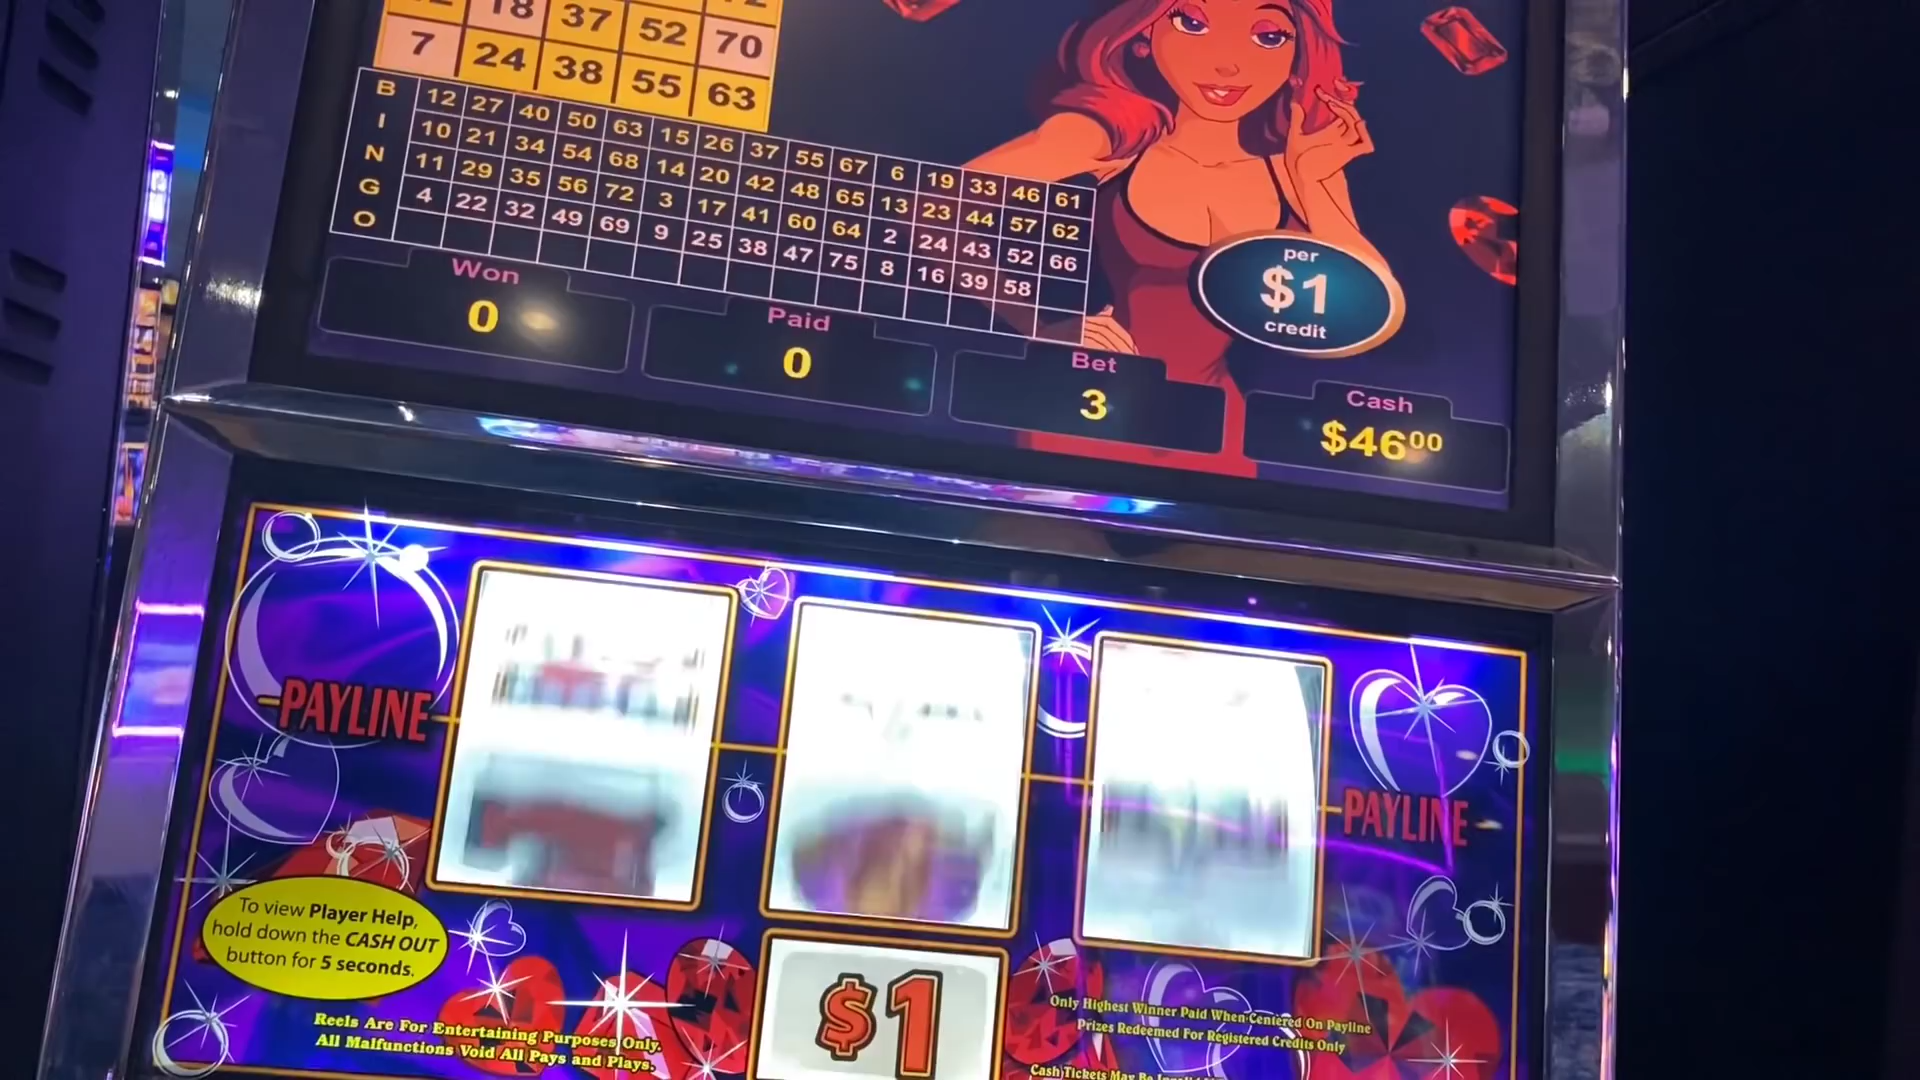 18 37 52 70
7 24 38 55 63
B 12 27 40 50 63 15 26 37 55 67 6 19 33 46 61
I 10 21 34 54 68 14 20 42 48 65 13 23 44 57 62
N 11 29 35 56 72 3 17 41 60 64 2 24 43 52 66
G 4 22 32 49 69 9 25 38 47 75 8 16 39 58
O
per
$1
credit
Won
0
Paid
0
Bet
3
Cash
$4600
PAYLINE
PAYLINE
To view Player Help,
hold down the CASH OUT
button for 5 seconds.
Reels Are For Entertaining Purposes Only.
All Malfunctions Void All Pays and Plays.
$1
Only Highest Winner Paid When Centered On Payline
Prizes Redeemed For Registered Credits Only
Cash Tickets May Be